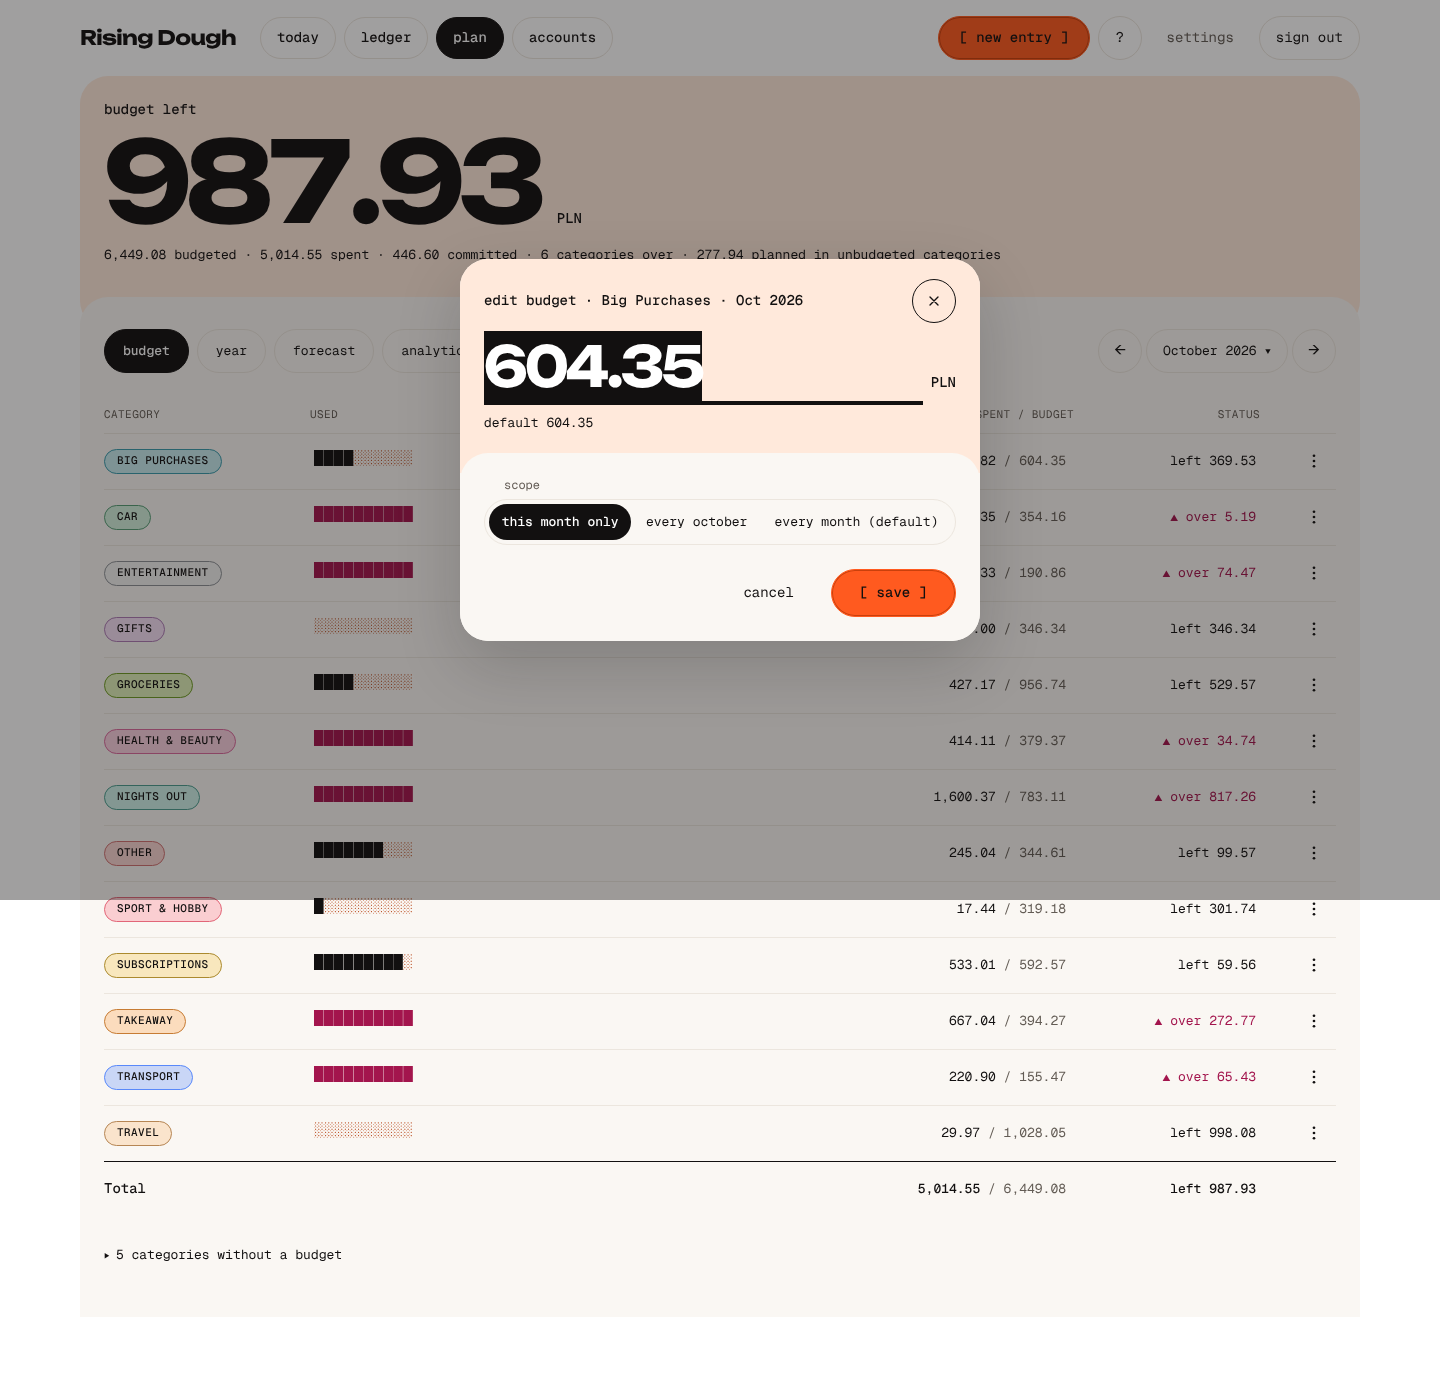 Rising Dough today ledger plan accounts [ new entry ] ? settings sign out
budget left
987.93 PLN
6,449.08 budgeted · 5,014.55 spent · 446.60 committed · 6 categories over · 277.94 planned in unbudgeted categories
edit budget · Big Purchases · Oct 2026
604.35 PLN
default 604.35
scope
this month only every october every month (default)
cancel [ save ]
budget year forecast October 2026 ▾
CATEGORY USED SPENT / BUDGET STATUS
BIG PURCHASES 82 / 604.35 left 369.53
CAR 35 / 354.16 ▲ over 5.19
ENTERTAINMENT 33 / 190.86 ▲ over 74.47
GIFTS .00 / 346.34 left 346.34
GROCERIES 427.17 / 956.74 left 529.57
HEALTH & BEAUTY 414.11 / 379.37 ▲ over 34.74
NIGHTS OUT 1,600.37 / 783.11 ▲ over 817.26
OTHER 245.04 / 344.61 left 99.57
SPORT & HOBBY 17.44 / 319.18 left 301.74
SUBSCRIPTIONS 533.01 / 592.57 left 59.56
TAKEAWAY 667.04 / 394.27 ▲ over 272.77
TRANSPORT 220.90 / 155.47 ▲ over 65.43
TRAVEL 29.97 / 1,028.05 left 998.08
Total 5,014.55 / 6,449.08 left 987.93
▸ 5 categories without a budget